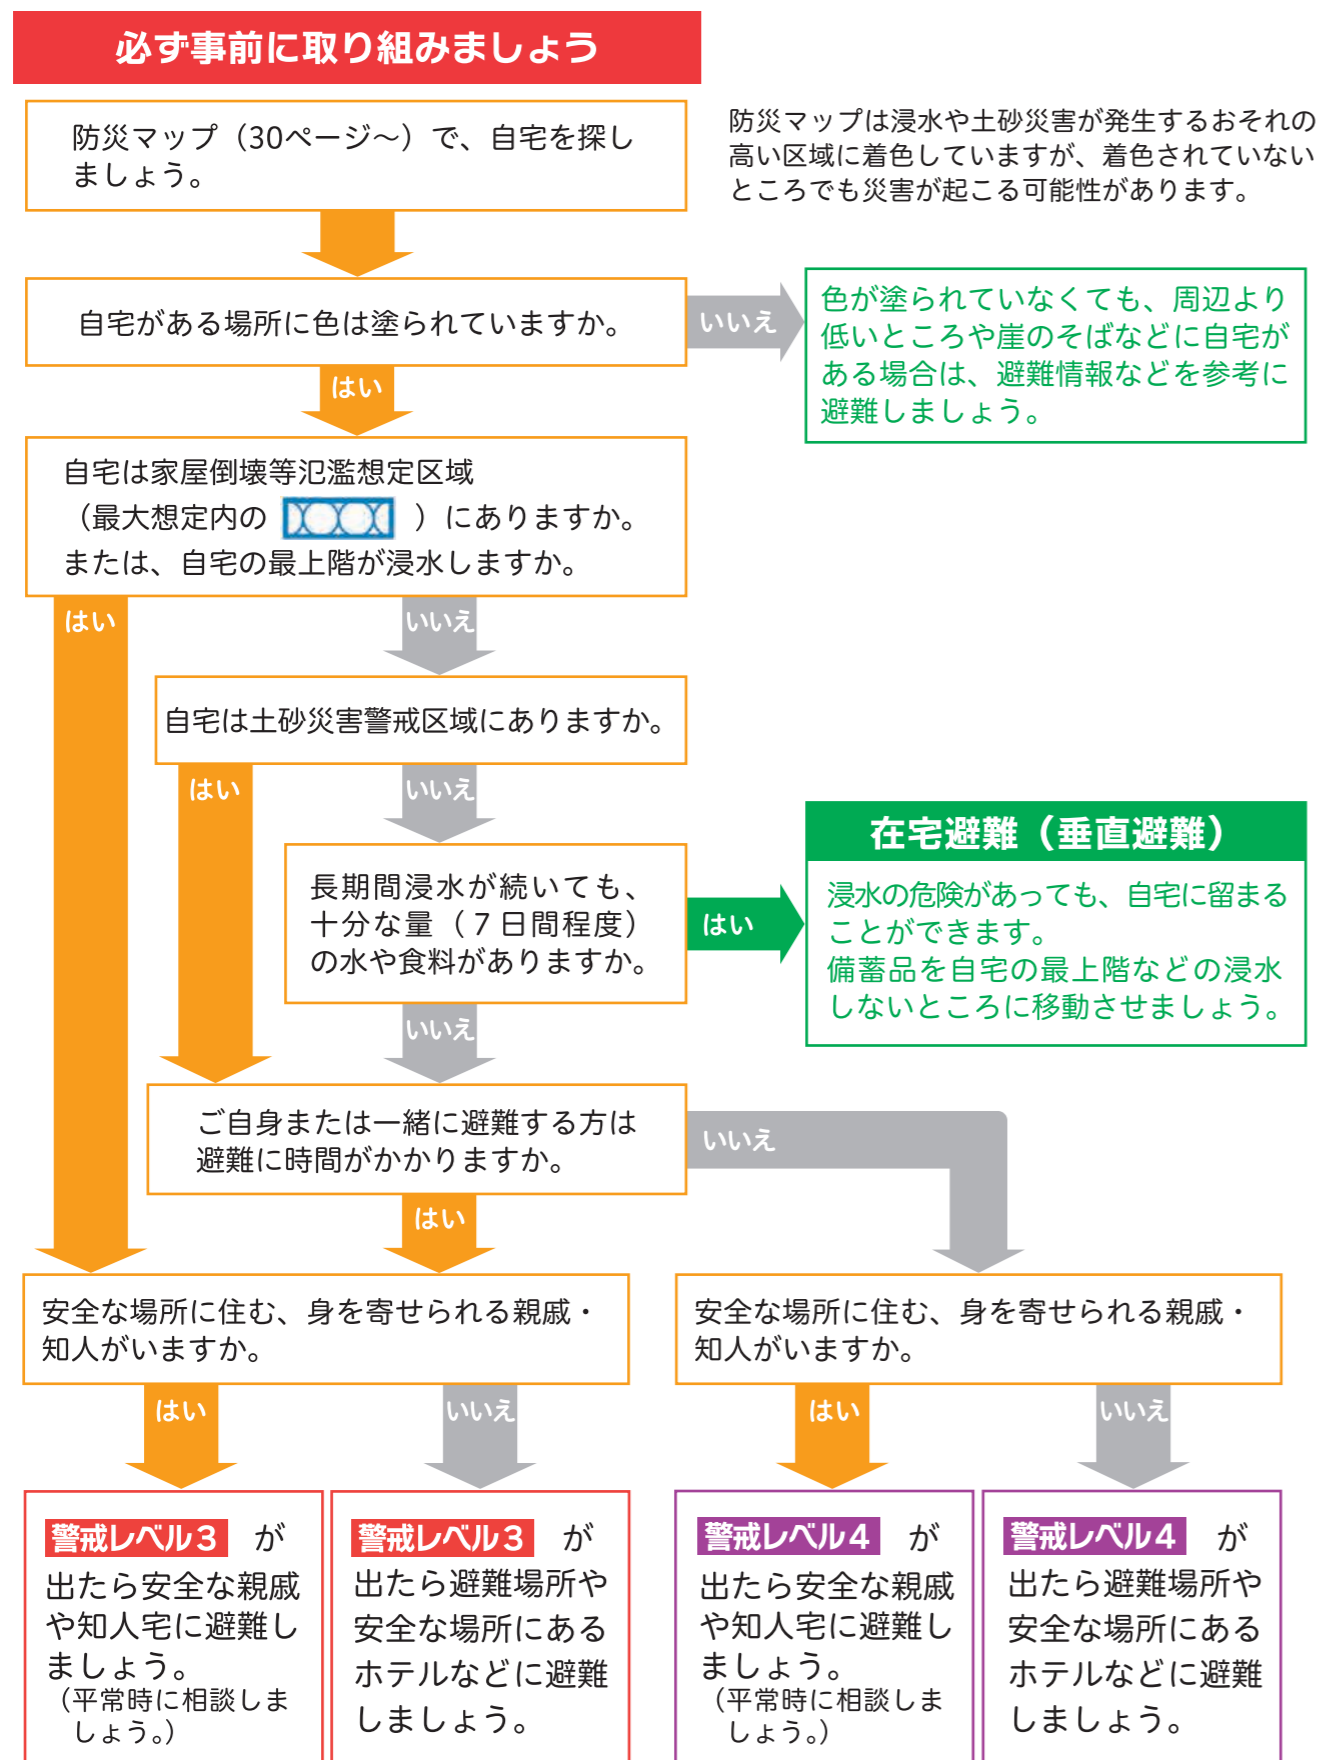 必ず事前に取り組みましょう
防災マップ（30ページ～）で、自宅を探し
ましょう。
防災マップは浸水や土砂災害が発生するおそれの
高い区域に着色していますが、着色されていない
ところでも災害が起こる可能性があります。
自宅がある場所に色は塗られていますか。
いいえ
色が塗られていなくても、周辺より
低いところや崖のそばなどに自宅が
ある場合は、避難情報などを参考に
避難しましょう。
はい
自宅は家屋倒壊等氾濫想定区域
（最大想定内の　　　）にありますか。
または、自宅の最上階が浸水しますか。
はい
いいえ
自宅は土砂災害警戒区域にありますか。
はい
いいえ
長期間浸水が続いても、
十分な量（７日間程度）
の水や食料がありますか。
はい
在宅避難（垂直避難）
浸水の危険があっても、自宅に留まる
ことができます。
備蓄品を自宅の最上階などの浸水
しないところに移動させましょう。
いいえ
ご自身または一緒に避難する方は
避難に時間がかかりますか。
いいえ
はい
安全な場所に住む、身を寄せられる親戚・
知人がいますか。
安全な場所に住む、身を寄せられる親戚・
知人がいますか。
はい
いいえ
はい
いいえ
警戒レベル３　が
出たら安全な親戚
や知人宅に避難し
ましょう。
（平常時に相談しま
しょう。）
警戒レベル３　が
出たら避難場所や
安全な場所にある
ホテルなどに避難
しましょう。
警戒レベル４　が
出たら安全な親戚
や知人宅に避難し
ましょう。
（平常時に相談しま
しょう。）
警戒レベル４　が
出たら避難場所や
安全な場所にある
ホテルなどに避難
しましょう。